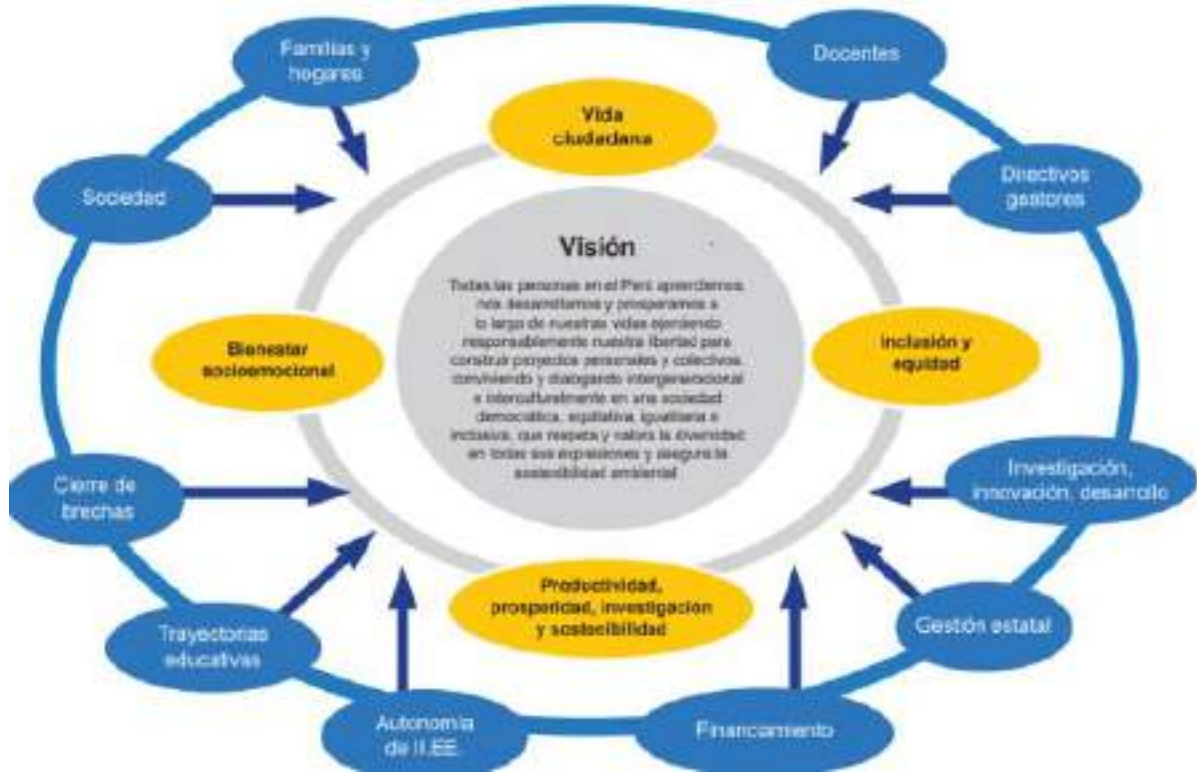 Familias y
hogares
Docentes
Vida
ciudadana
Sociedad
Directivos
gestores
Visión
Todas las personas en el Perú aprendemos,
nos desarrollamos y prosperamos a
lo largo de nuestras vidas ejerciendo
responsablemente nuestra libertad para
construir proyectos personales y colectivos,
conviviendo y dialogando intergeneracional
e interculturalmente en una sociedad
democrática, equitativa, igualitaria e
inclusiva, que respeta y valora la diversidad
en todas sus expresiones y asegura la
sostenibilidad ambiental
Bienestar
socioemocional
Inclusión y
equidad
Cierre de
brechas
Investigación,
innovación, desarrollo
Productividad,
prosperidad, investigación
y sostenibilidad
Trayectorias
educativas
Gestión estatal
Autonomía
de II.EE.
Financiamiento